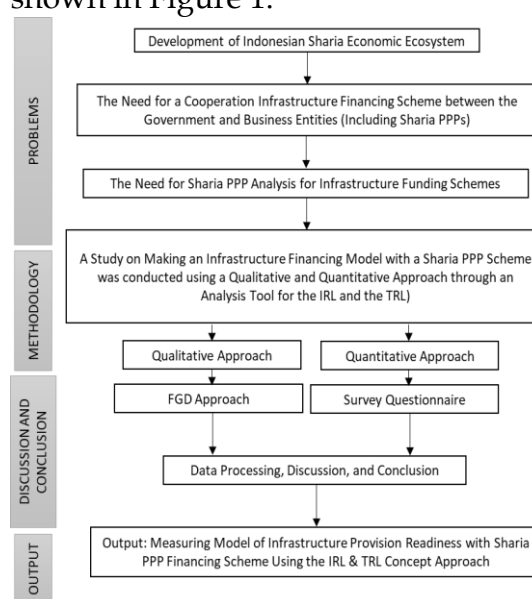 shown in Figure 1.
PROBLEMS
Development of Indonesian Sharia Economic Ecosystem
The Need for a Cooperation Infrastructure Financing Scheme between the
Government and Business Entities (Including Sharia PPPs)
The Need for Sharia PPP Analysis for Infrastructure Funding Schemes
METHODOLOGY
A Study on Making an Infrastructure Financing Model with a Sharia PPP Scheme
was conducted using a Qualitative and Quantitative Approach through an
Analysis Tool for the IRL and the TRL)
Qualitative Approach
Quantitative Approach
DISCUSSION AND
CONCLUSION
FGD Approach
Survey Questionnaire
Data Processing, Discussion, and Conclusion
OUTPUT
Output: Measuring Model of Infrastructure Provision Readiness with Sharia
PPP Financing Scheme Using the IRL & TRL Concept Approach